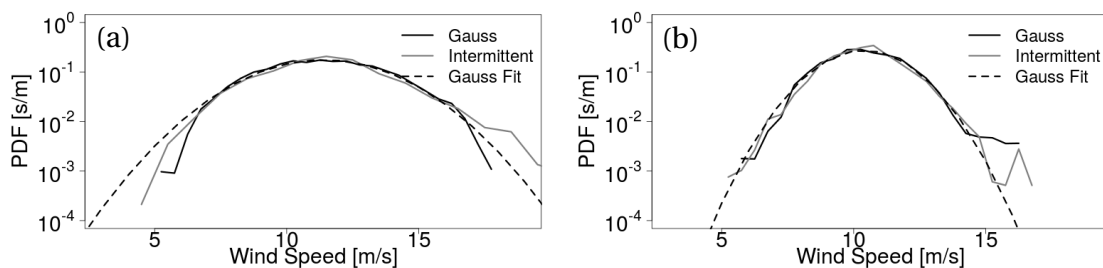 (a)
Gauss
Intermittent
Gauss Fit
PDF [s/m]
10^0
10^-1
10^-2
10^-3
10^-4
5 10 15
Wind Speed [m/s]
(b)
Gauss
Intermittent
Gauss Fit
PDF [s/m]
10^0
10^-1
10^-2
10^-3
10^-4
5 10 15
Wind Speed [m/s]